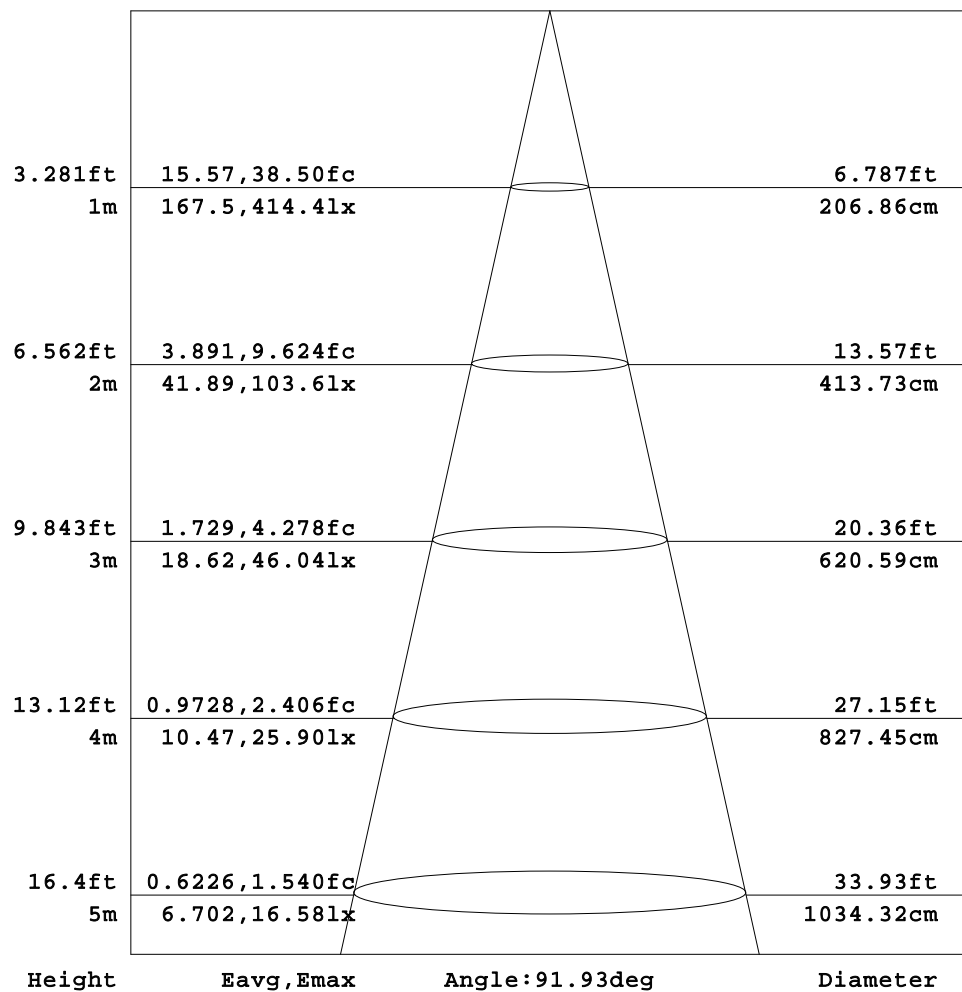 3.281ft 15.57,38.50fc 6.787ft
1m 167.5,414.4lx 206.86cm
6.562ft 3.891,9.624fc 13.57ft
2m 41.89,103.6lx 413.73cm
9.843ft 1.729,4.278fc 20.36ft
3m 18.62,46.04lx 620.59cm
13.12ft 0.9728,2.406fc 27.15ft
4m 10.47,25.90lx 827.45cm
16.4ft 0.6226,1.540fc 33.93ft
5m 6.702,16.58lx 1034.32cm
Height Eavg,Emax Angle:91.93deg Diameter